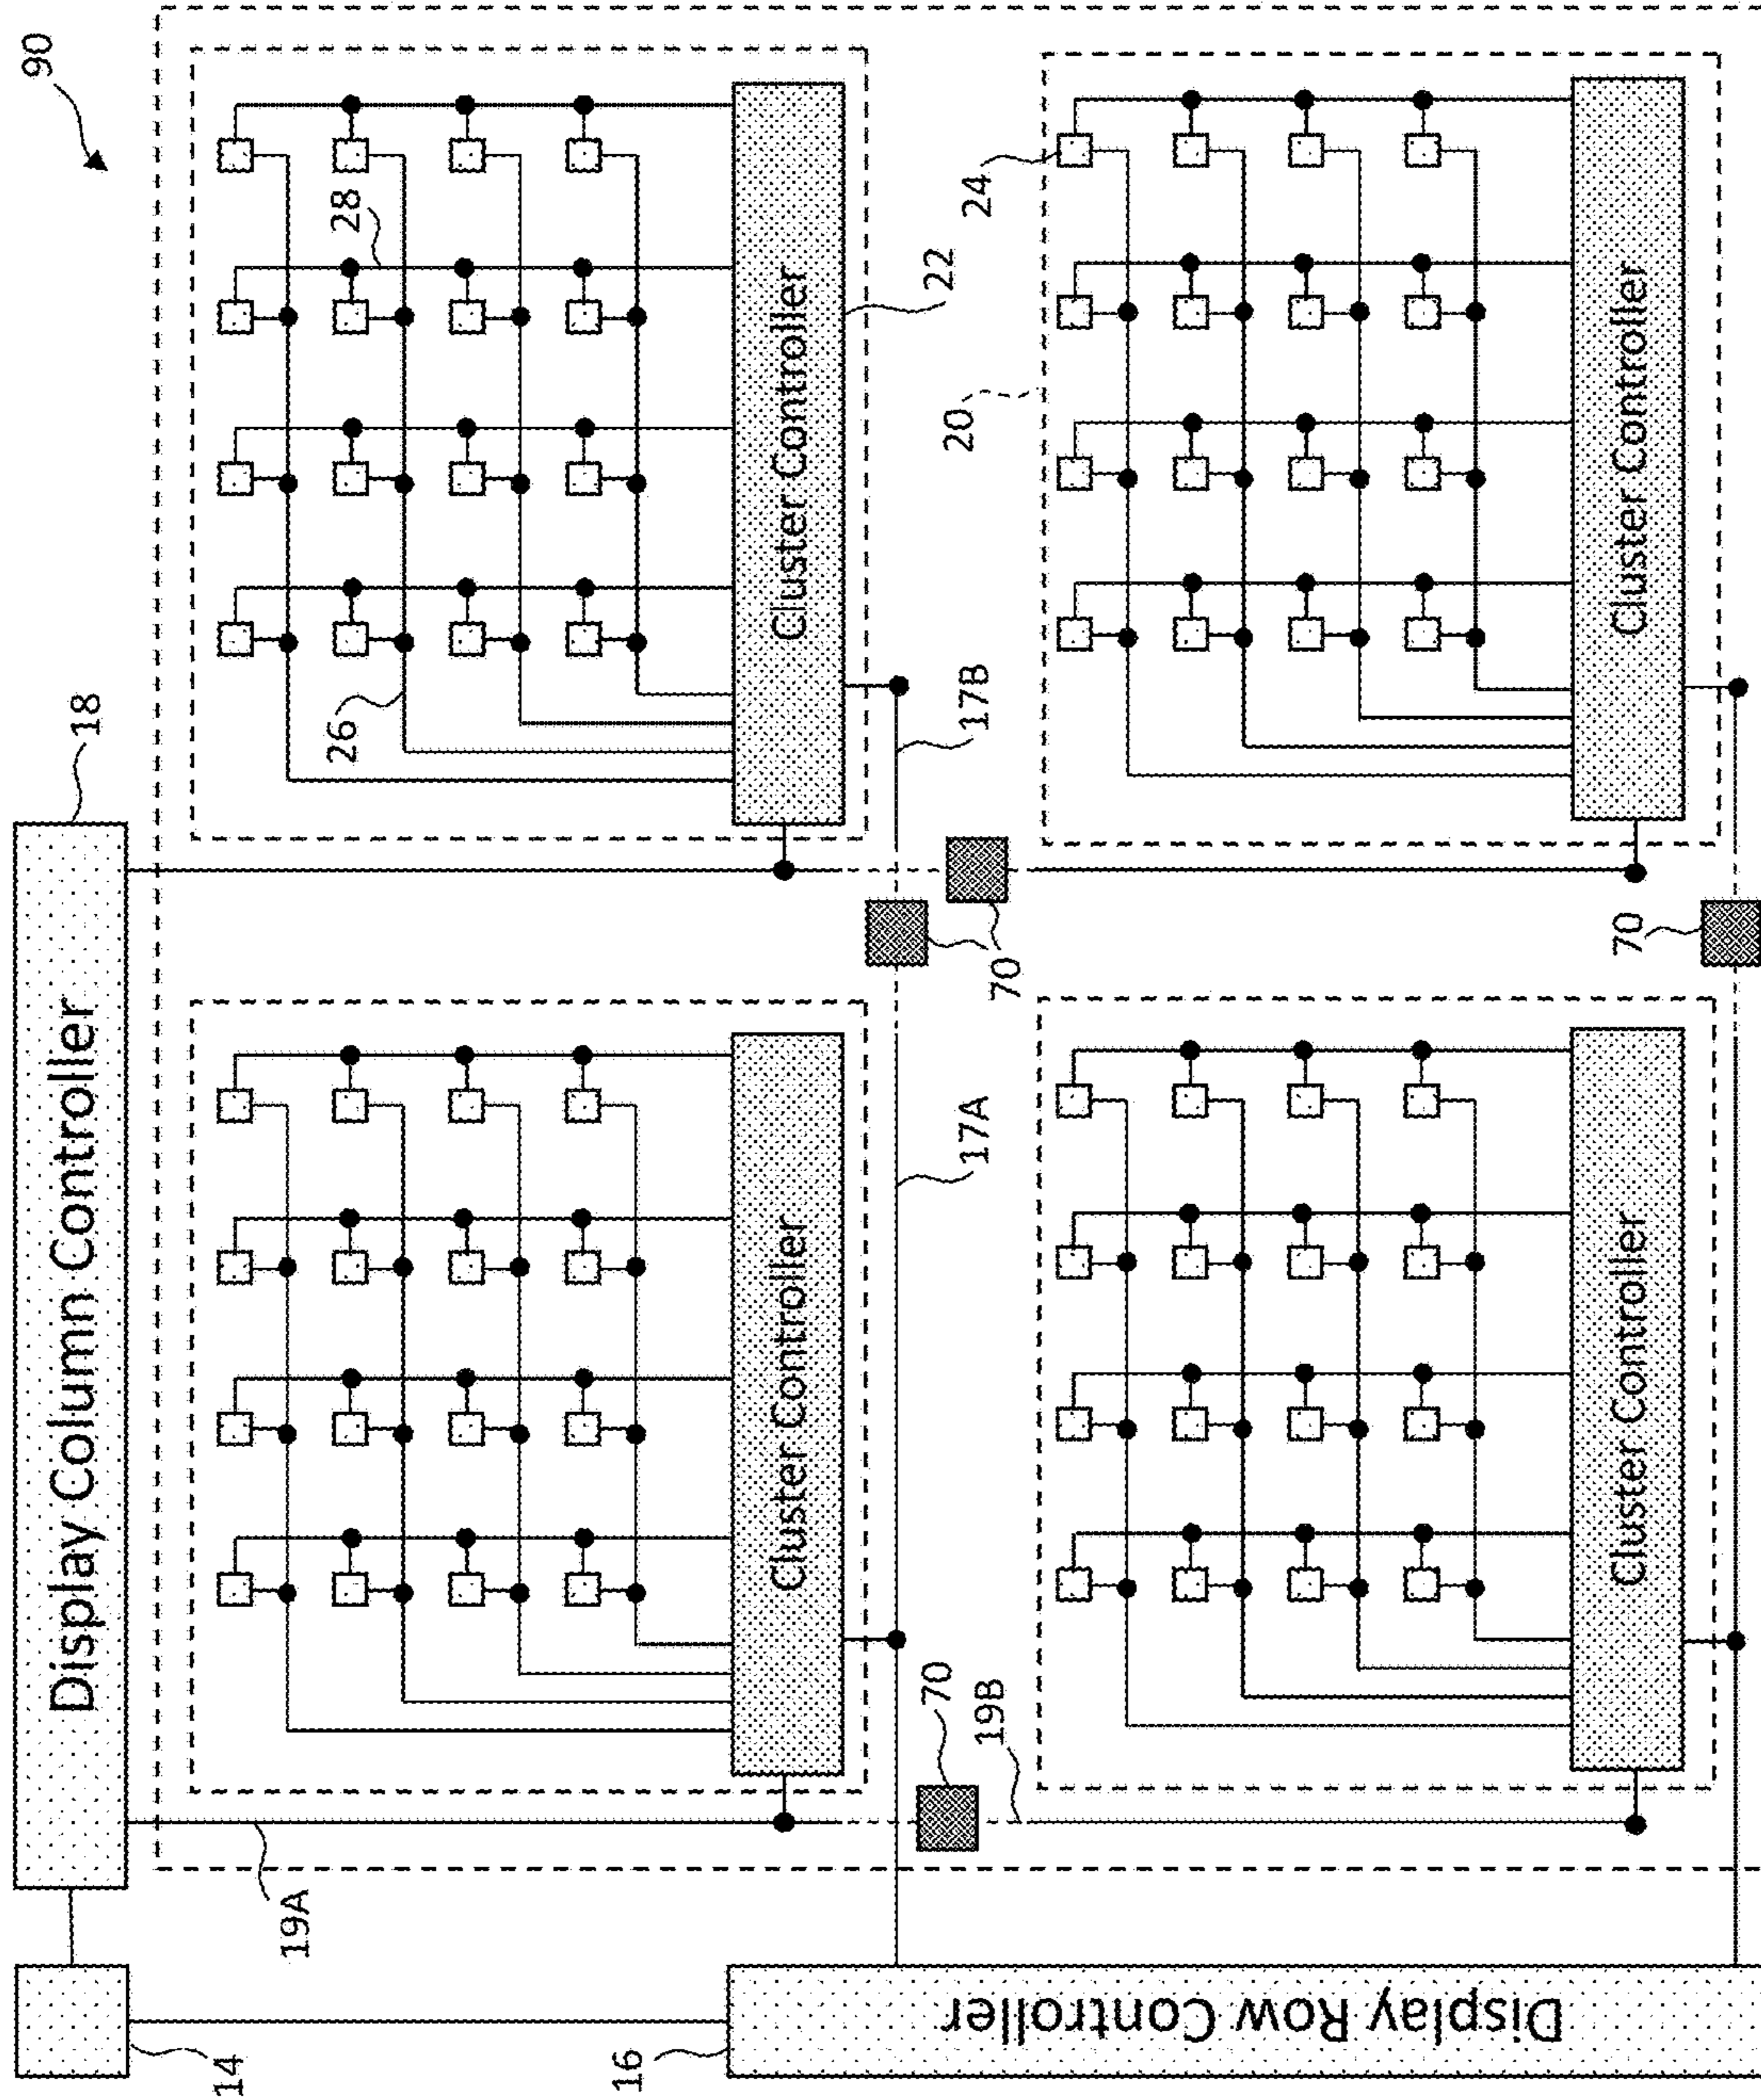 90
Display Column Controller
18
14
19A
26
28
16
Cluster Controller
Cluster Controller
22
70
17A
17B
20
24
19B
70
Display Row Controller
Cluster Controller
70
Cluster Controller